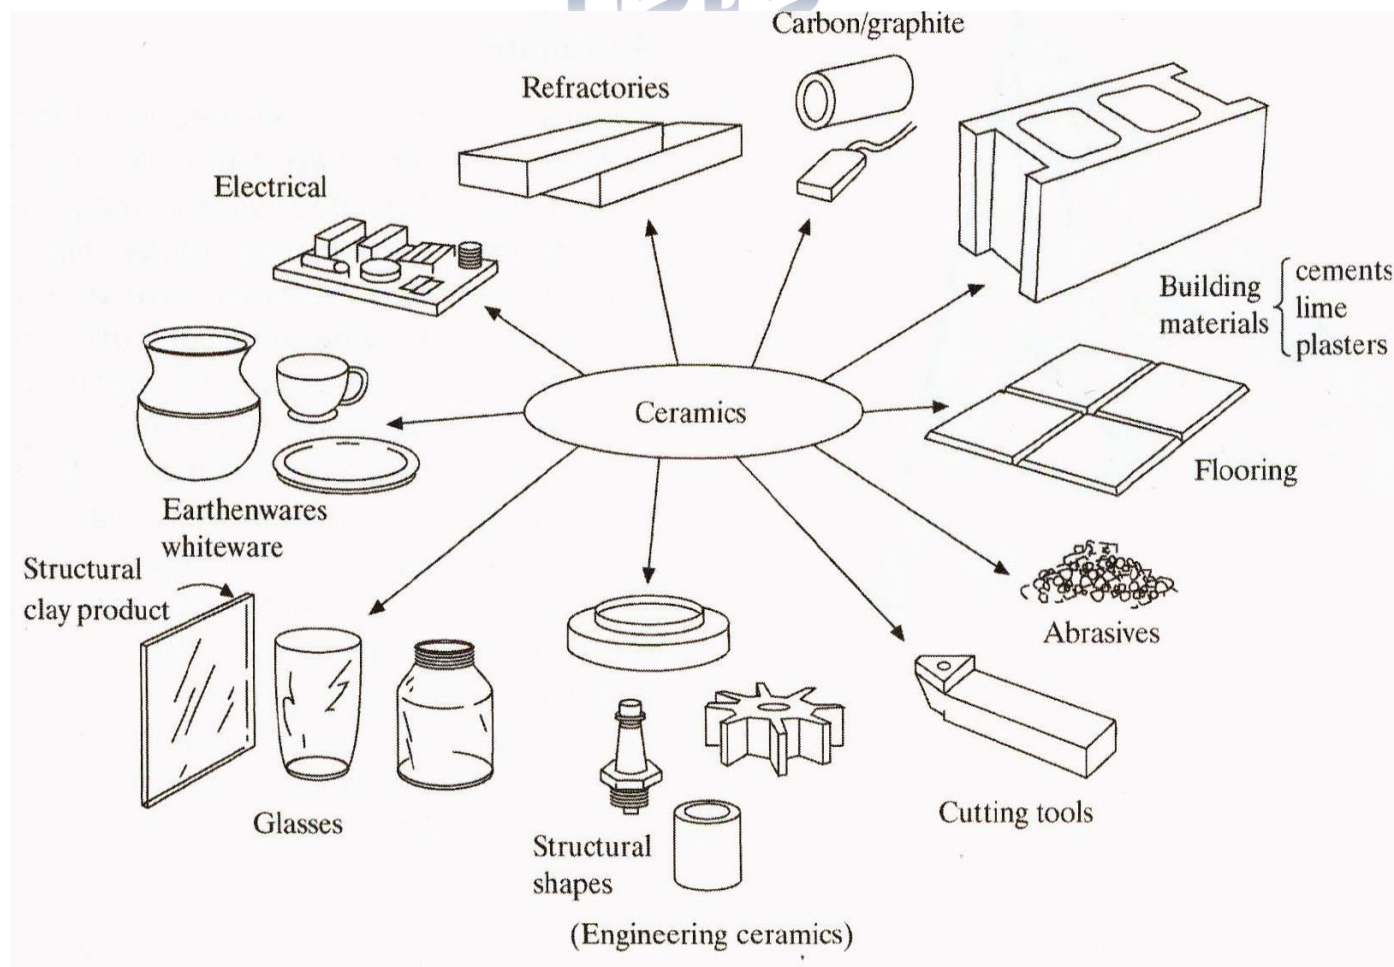 Carbon/graphite
Refractories
Electrical
Building
materials
cements
lime
plasters
Ceramics
Flooring
Earthenwares
whiteware
Structural
clay product
Abrasives
Glasses
Cutting tools
Structural
shapes
(Engineering ceramics)